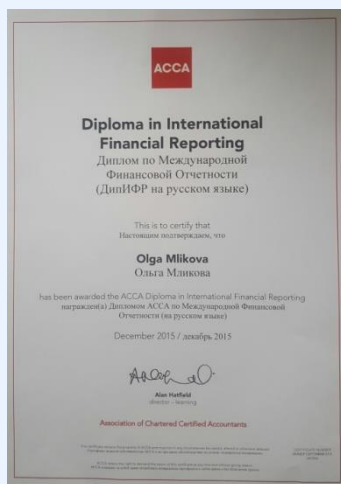 ACCA
Diploma in International
Financial Reporting
Диплом по Международной
Финансовой Отчетности
(ДипИФР на русском языке)
This is to certify that
Настоящим подтверждаем, что
Olga Mlikova
Ольга Мликова
has been awarded the ACCA Diploma in International Financial Reporting
награжден(а) Дипломом АССА по Международной Финансовой
Отчетности (на русском языке)
December 2015 / декабрь 2015
Alan Hatfield
director - learning
Association of Chartered Certified Accountants